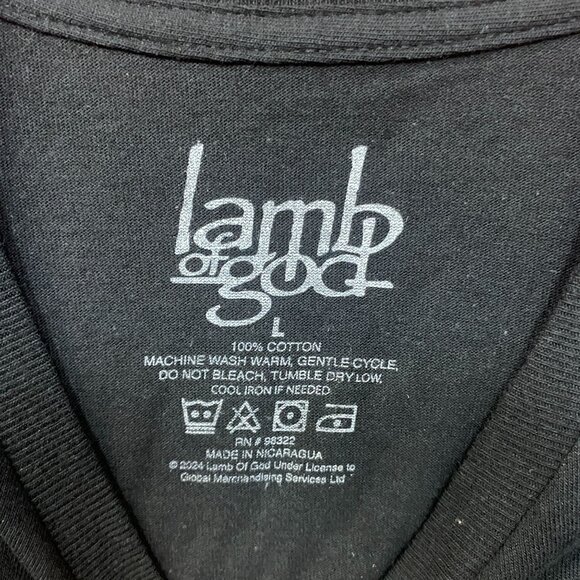 lamb
of god
L
100% COTTON
MACHINE WASH WARM, GENTLE CYCLE,
DO NOT BLEACH, TUMBLE DRY LOW,
COOL IRON IF NEEDED
RN # 98322
MADE IN NICARAGUA
© 2024 Lamb Of God Under License to
Global Merchandising Services Ltd